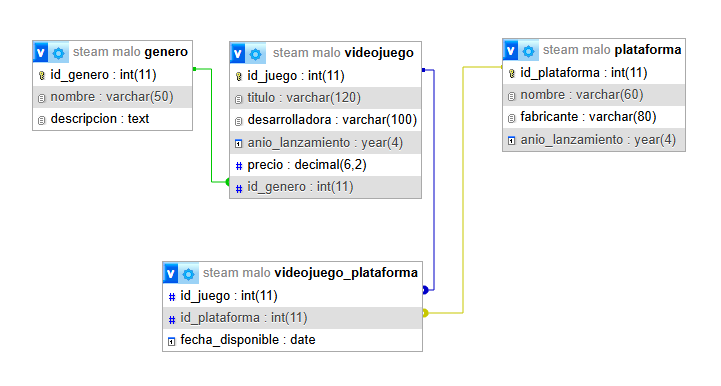 steam malo genero
id_genero : int(11)
nombre : varchar(50)
descripcion : text
steam malo videojuego
id_juego : int(11)
titulo : varchar(120)
desarrolladora : varchar(100)
anio_lanzamiento : year(4)
precio : decimal(6,2)
id_genero : int(11)
steam malo plataforma
id_plataforma : int(11)
nombre : varchar(60)
fabricante : varchar(80)
anio_lanzamiento : year(4)
steam malo videojuego_plataforma
id_juego : int(11)
id_plataforma : int(11)
fecha_disponible : date